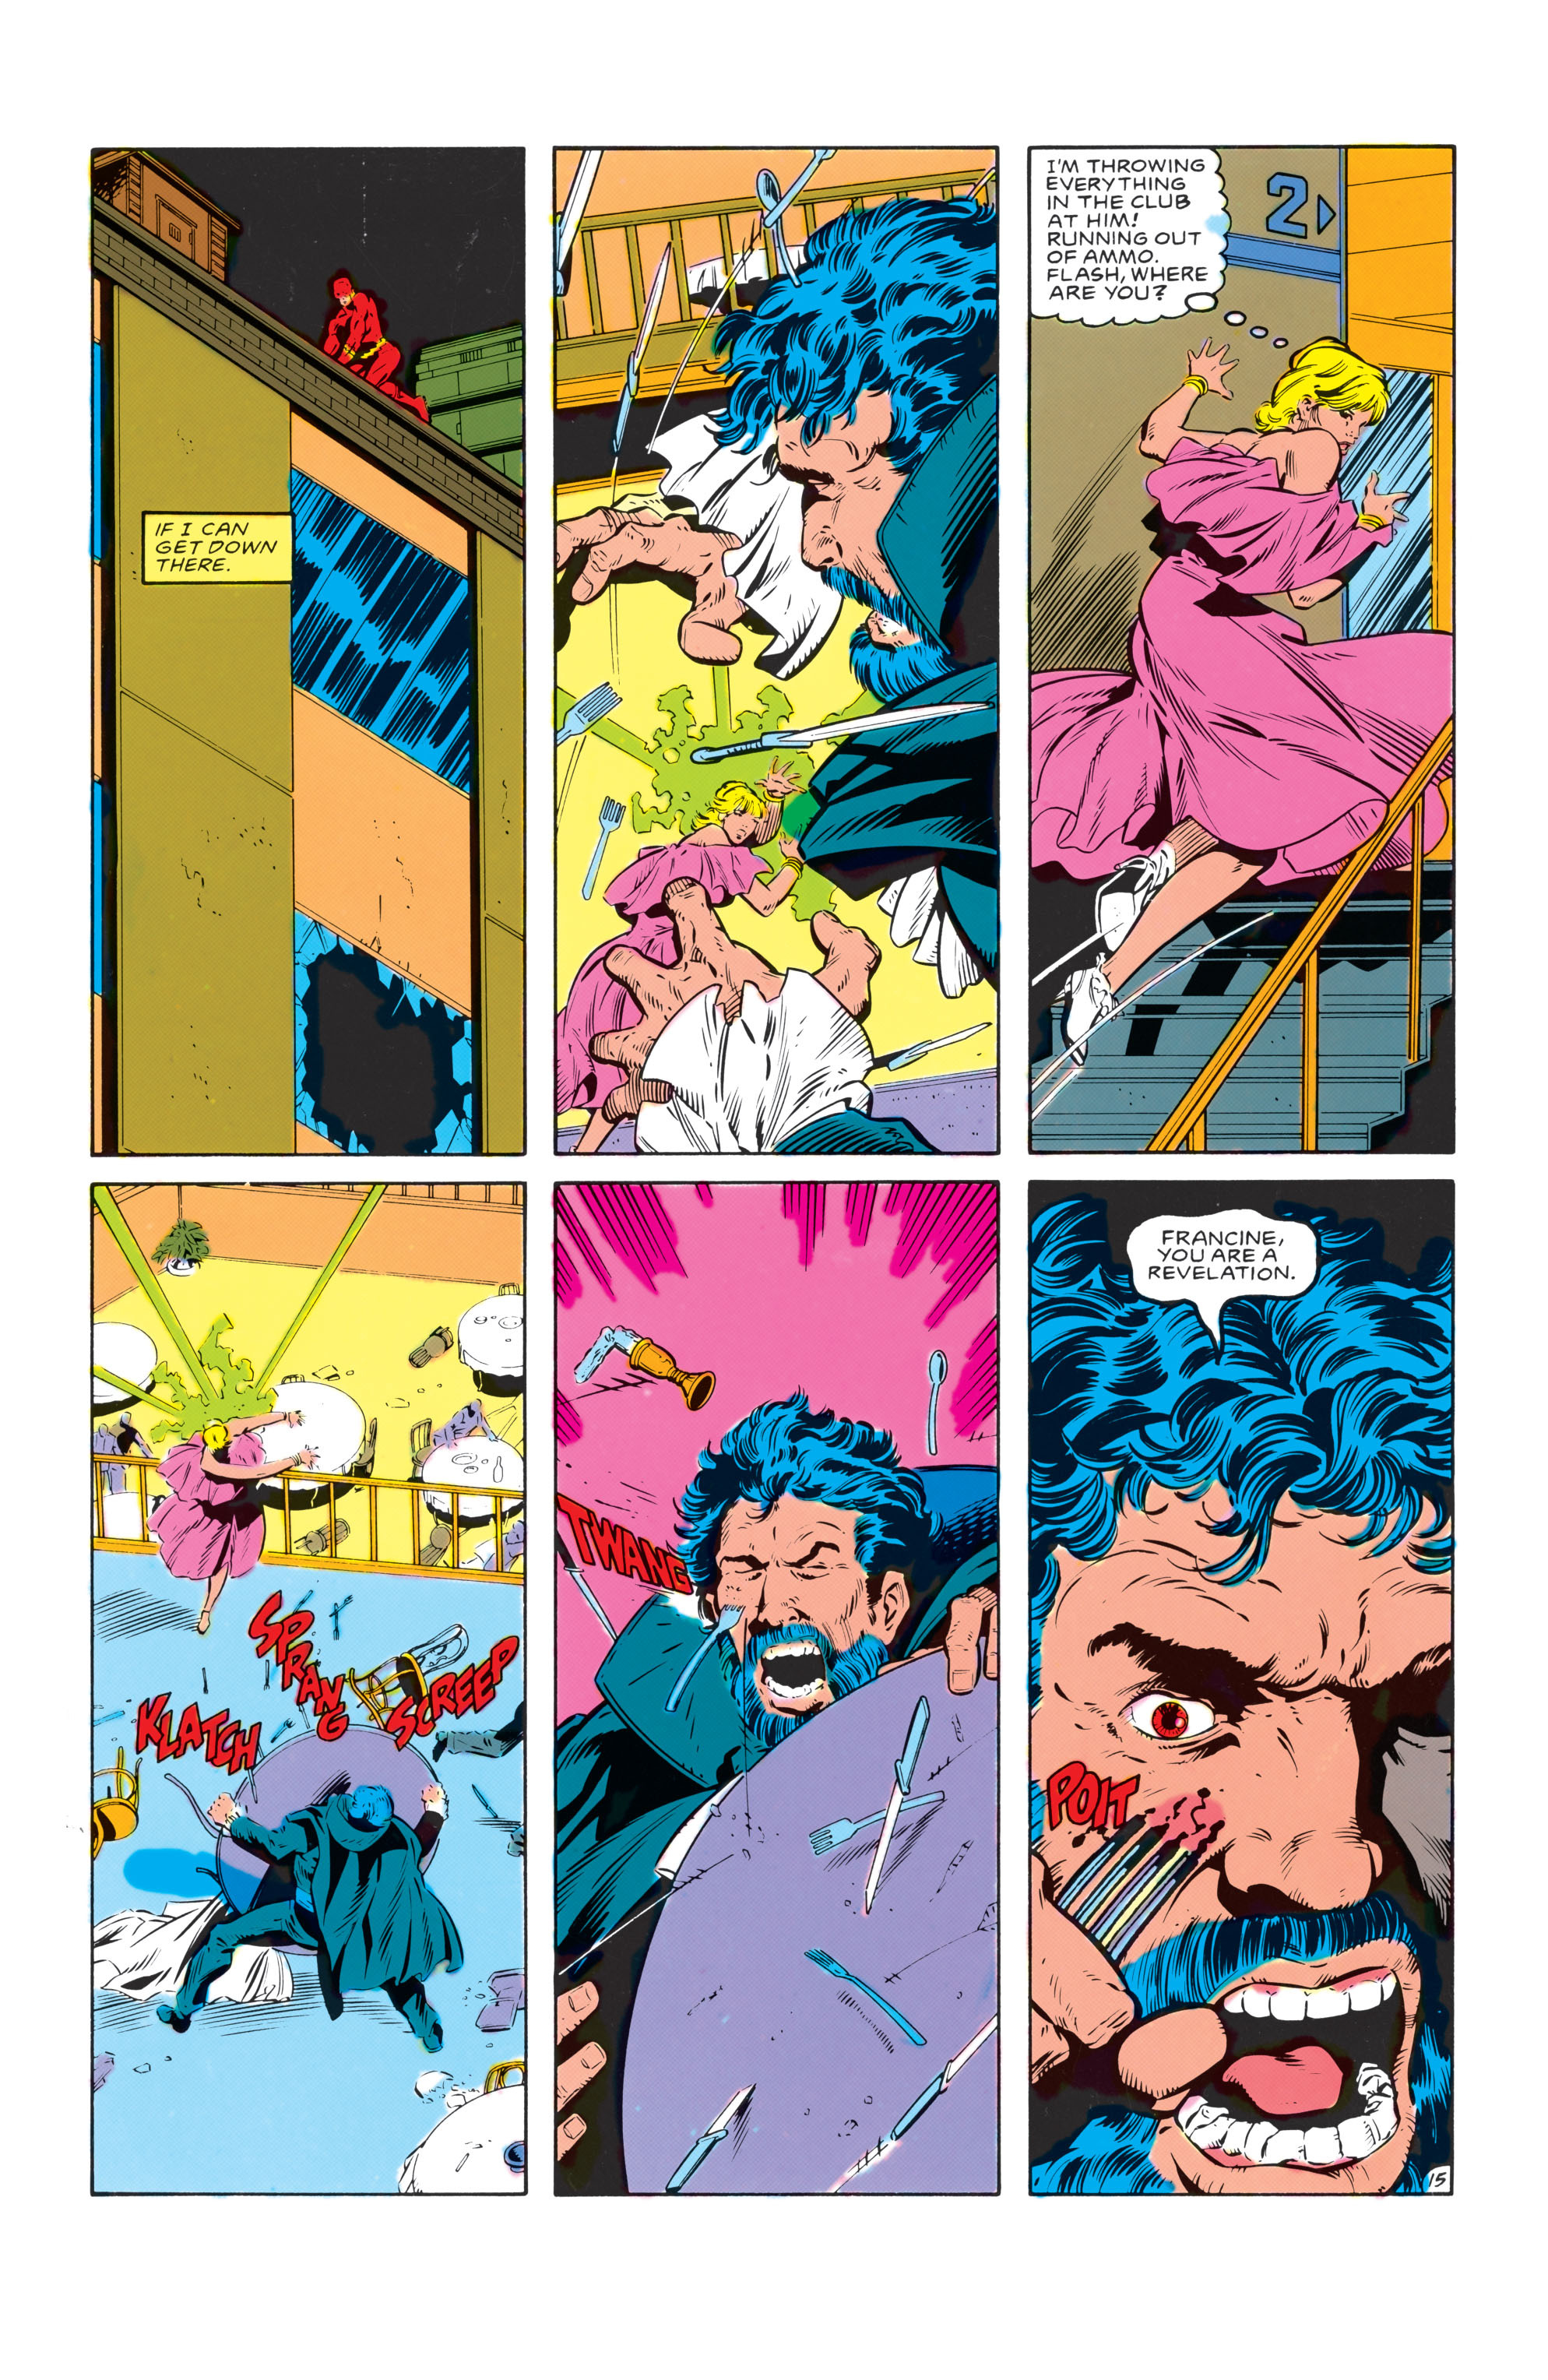 IF I CAN
GET DOWN
THERE.
I'M THROWING
EVERYTHING
IN THE CLUB
AT HIM!
RUNNING OUT
OF AMMO.
FLASH, WHERE
ARE YOU?
2
SPRANG
KLATCH
SCREEP
TWANG
FRANCINE,
YOU ARE A
REVELATION.
POIT
15